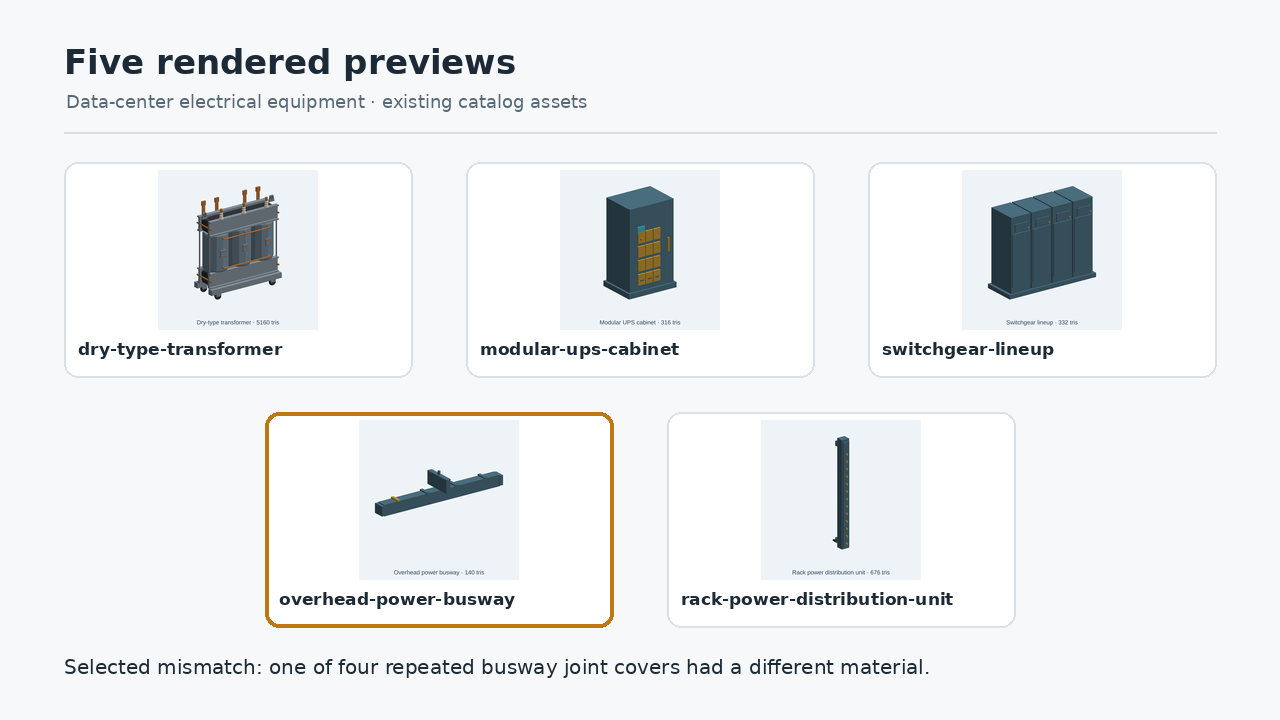 Five rendered previews
Data-center electrical equipment · existing catalog assets
Dry-type transformer · 5160 tris
dry-type-transformer
Modular UPS cabinet · 316 tris
modular-ups-cabinet
Switchgear lineup · 332 tris
switchgear-lineup
Overhead power busway · 140 tris
overhead-power-busway
Rack power distribution unit · 676 tris
rack-power-distribution-unit
Selected mismatch: one of four repeated busway joint covers had a different material.